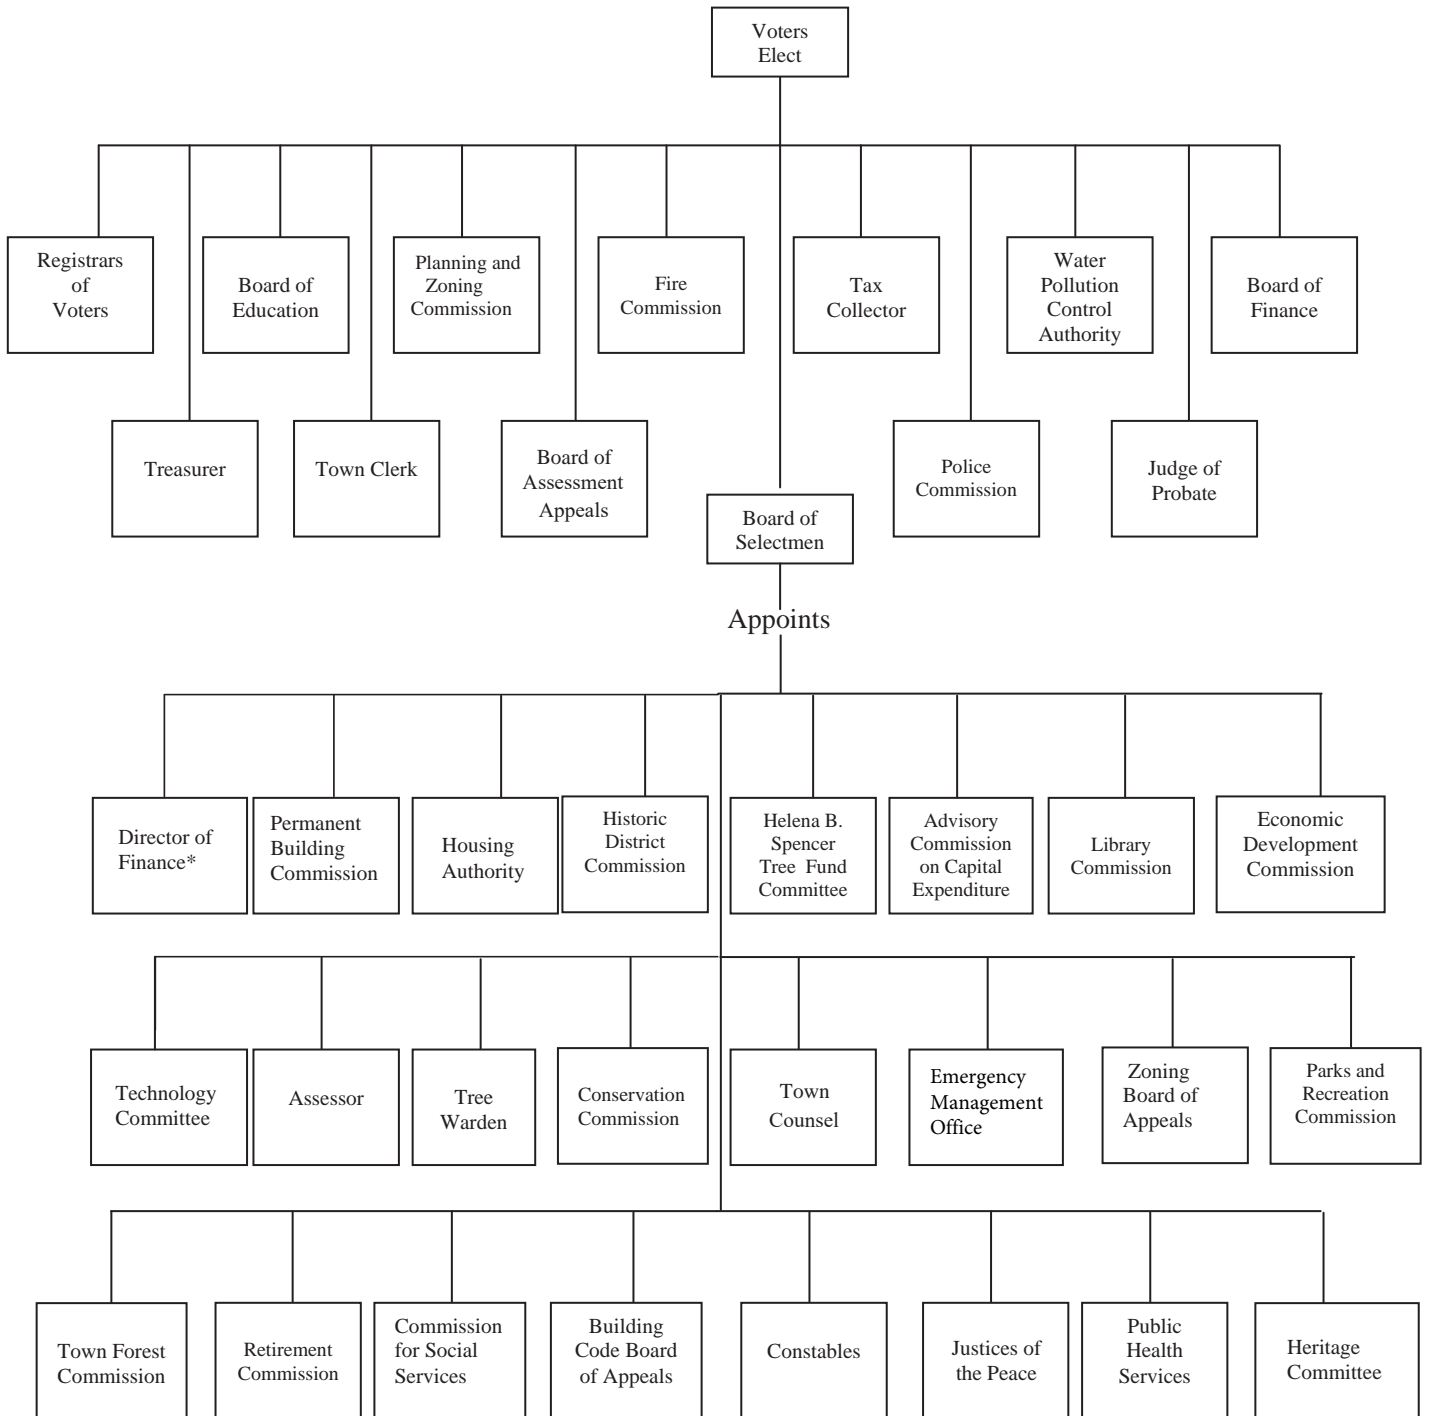 Voters
Elect
Registrars
of
Voters
Board of
Education
Planning and
Zoning
Commission
Fire
Commission
Tax
Collector
Water
Pollution
Control
Authority
Board of
Finance
Treasurer
Town Clerk
Board of
Assessment
Appeals
Board of
Selectmen
Police
Commission
Judge of
Probate
Appoints
Director of
Finance*
Permanent
Building
Commission
Housing
Authority
Historic
District
Commission
Helena B.
Spencer
Tree Fund
Committee
Advisory
Commission
on Capital
Expenditure
Library
Commission
Economic
Development
Commission
Technology
Committee
Assessor
Tree
Warden
Conservation
Commission
Town
Counsel
Emergency
Management
Office
Zoning
Board of
Appeals
Parks and
Recreation
Commission
Town Forest
Commission
Retirement
Commission
Commission
for Social
Services
Building
Code Board
of Appeals
Constables
Justices of
the Peace
Public
Health
Services
Heritage
Committee